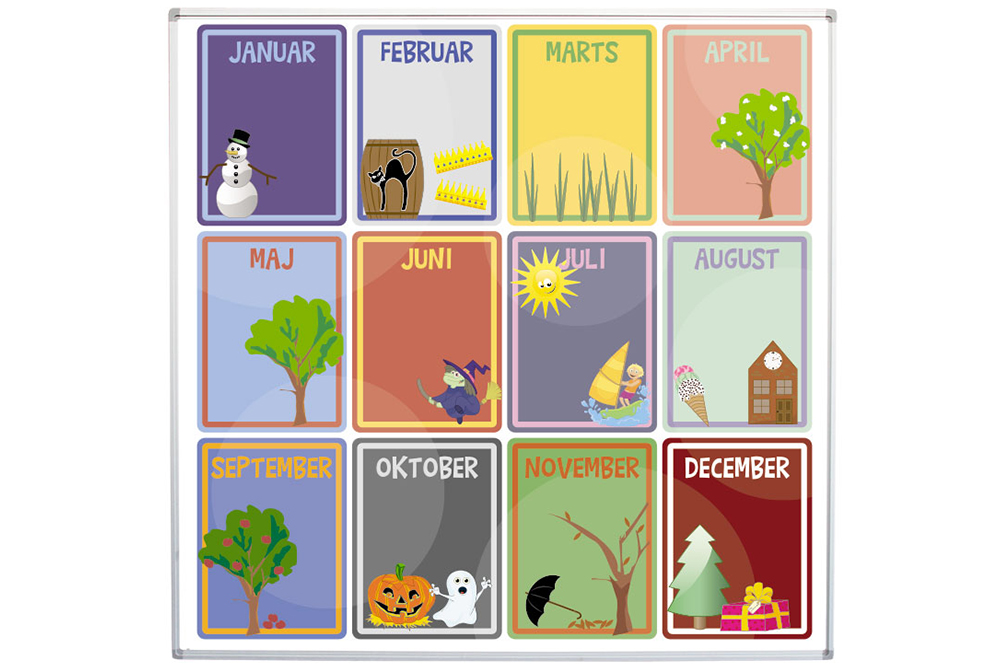 JANUAR
FEBRUAR
MARTS
APRIL
MAJ
JUNI
JULI
AUGUST
SEPTEMBER
OKTOBER
NOVEMBER
DECEMBER